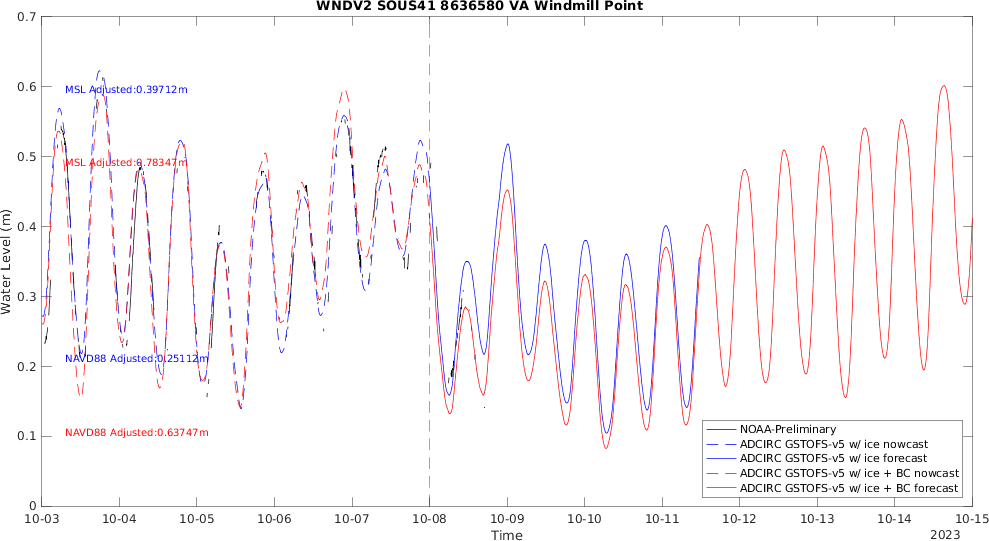 WNDV2 SOUS41 8636580 VA Windmill Point
0.7
0.6
0.5
0.4
0.3
0.2
0.1
0
Water Level (m)
MSL Adjusted:0.39712m
MSL Adjusted:0.78347m
NAVD88 Adjusted:0.25112m
NAVD88 Adjusted:0.63747m
NOAA-Preliminary
ADCIRC GSTOFS-v5 w/ ice nowcast
ADCIRC GSTOFS-v5 w/ ice forecast
ADCIRC GSTOFS-v5 w/ ice + BC nowcast
ADCIRC GSTOFS-v5 w/ ice + BC forecast
10-03 10-04 10-05 10-06 10-07 10-08 10-09 10-10 10-11 10-12 10-13 10-14 10-15
Time
2023